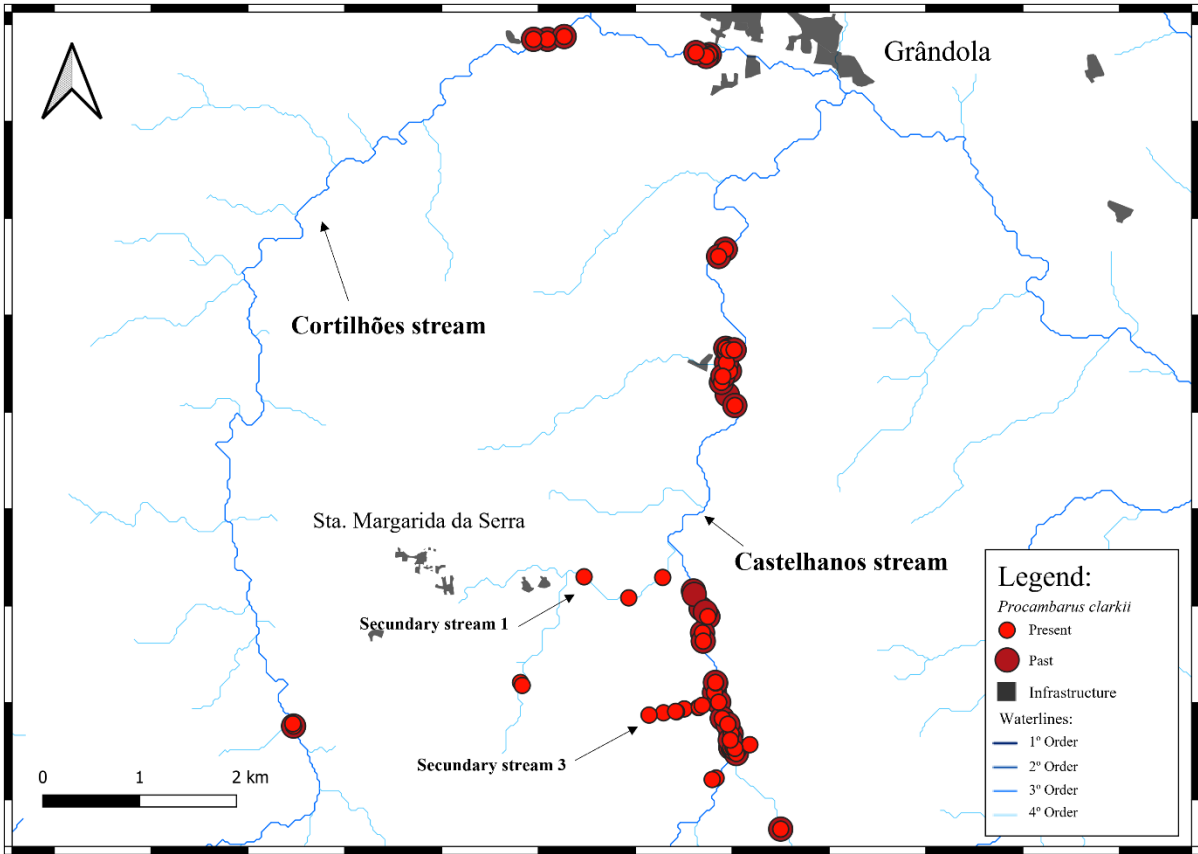 Grândola
Cortilhões stream
Sta. Margarida da Serra
Castelhanos stream
Secundary stream 1
Secundary stream 3
0 1 2 km
Legend:
Procambarus clarkii
Present
Past
Infrastructure
Waterlines:
1º Order
2º Order
3º Order
4º Order